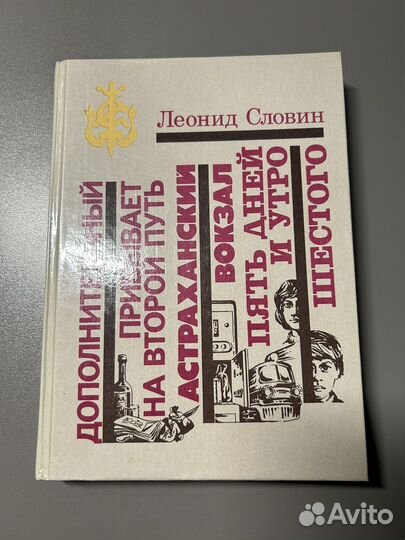 Леонид Словин
ДОПОЛНИТЕЛЬНЫЙ
ПРИБЫВАЕТ
НА ВТОРОЙ ПУТЬ
АСТРАХАНСКИЙ
ВОКЗАЛ
ПЯТЬ ДНЕЙ
И УТРО
ШЕСТОГО
Avito